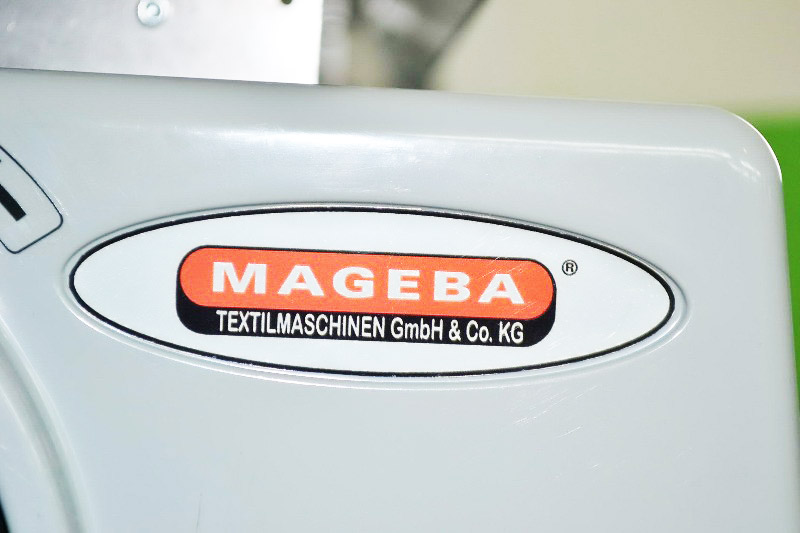 MAGEBA ®
TEXTILMASCHINEN GmbH & Co. KG